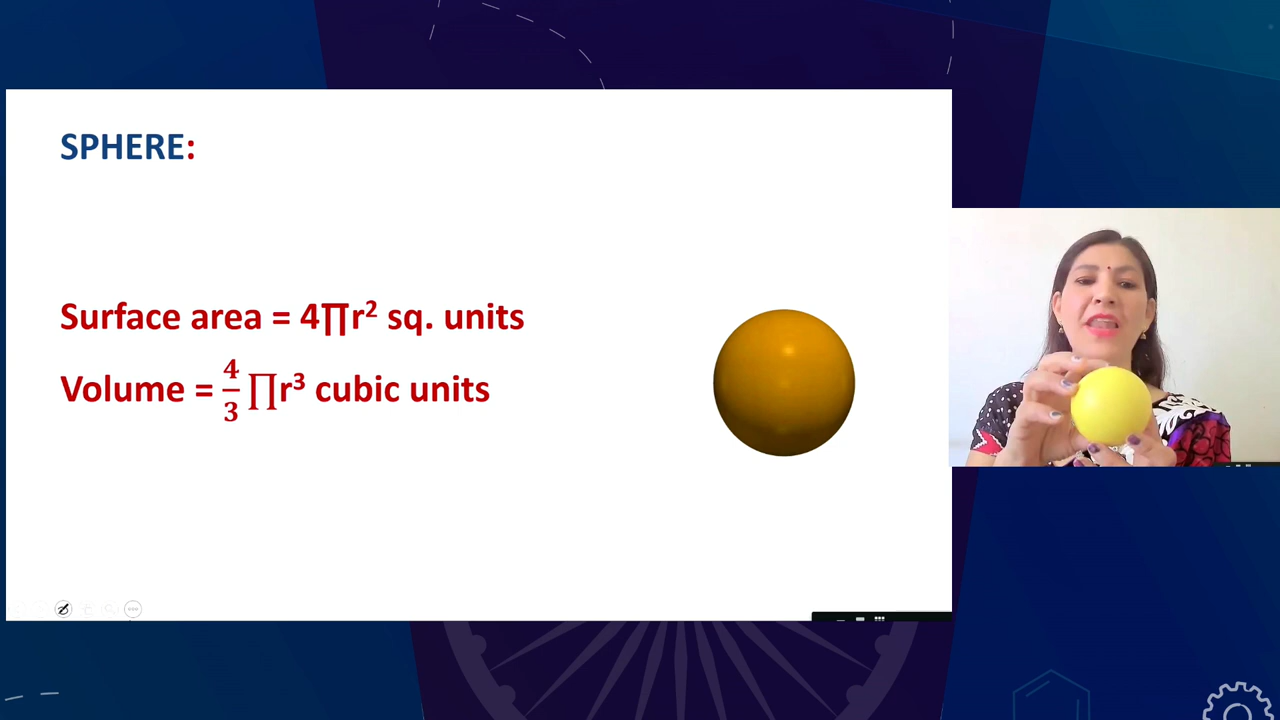 SPHERE:
Surface area = 4∏r² sq. units
Volume = 4/3 ∏r³ cubic units